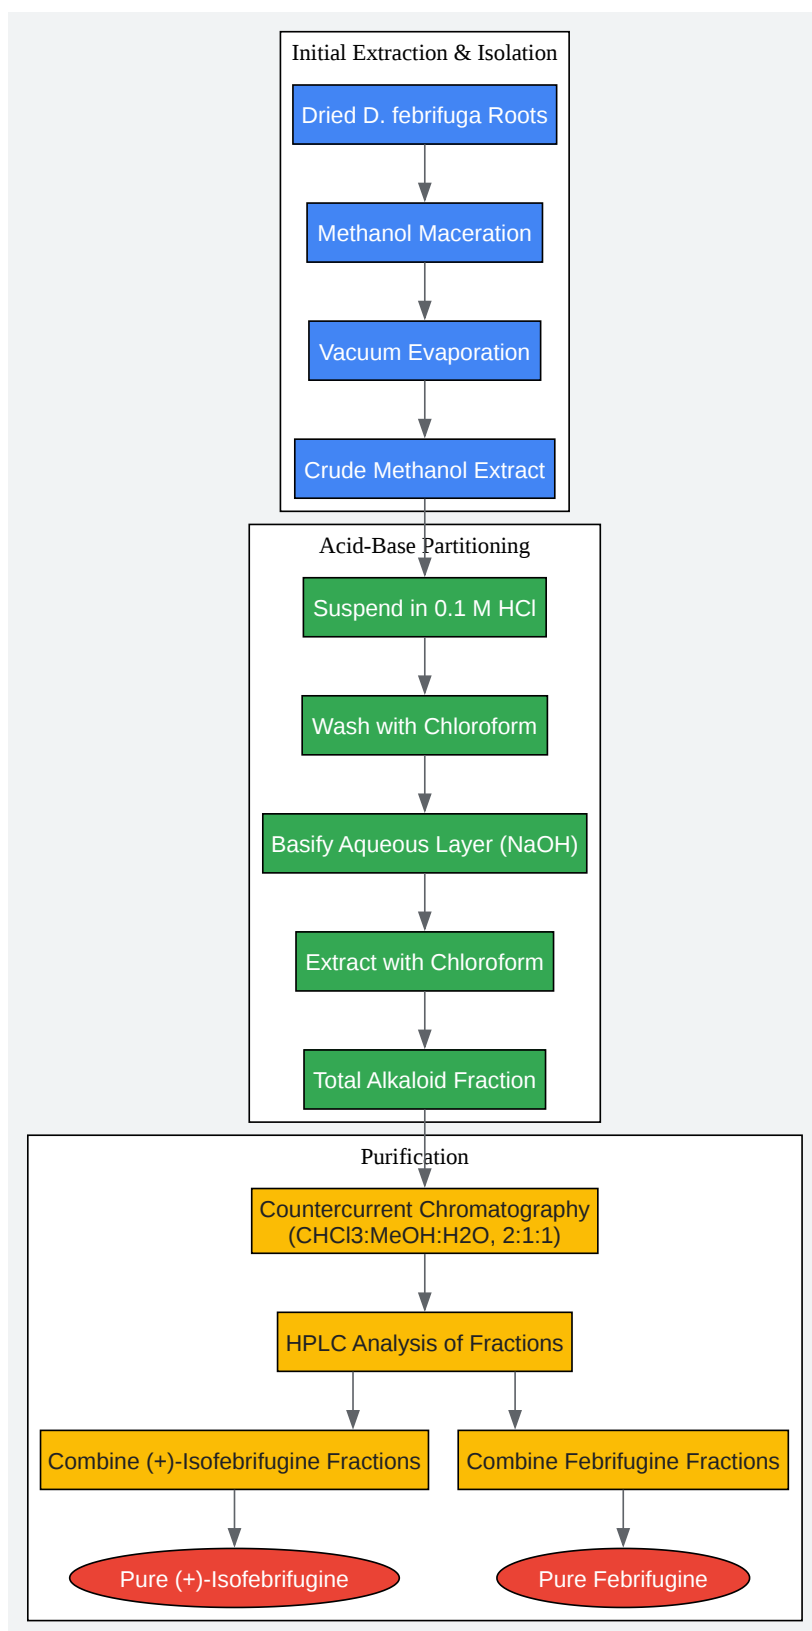 Initial Extraction & Isolation
Dried D. febrifuga Roots
Methanol Maceration
Vacuum Evaporation
Crude Methanol Extract
Acid-Base Partitioning
Suspend in 0.1 M HCl
Wash with Chloroform
Basify Aqueous Layer (NaOH)
Extract with Chloroform
Total Alkaloid Fraction
Purification
Countercurrent Chromatography
(CHCl3:MeOH:H2O, 2:1:1)
HPLC Analysis of Fractions
Combine (+)-Isofebrifugine Fractions
Combine Febrifugine Fractions
Pure (+)-Isofebrifugine
Pure Febrifugine